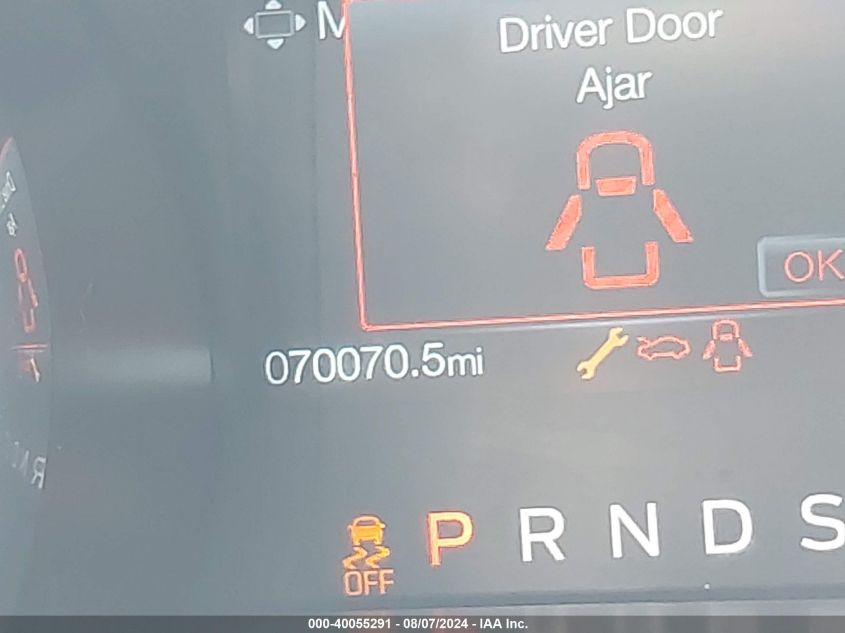 M
Driver Door
Ajar
OK
070070.5mi
P R N D S
OFF
000-40055291 - 08/07/2024 - IAA Inc.